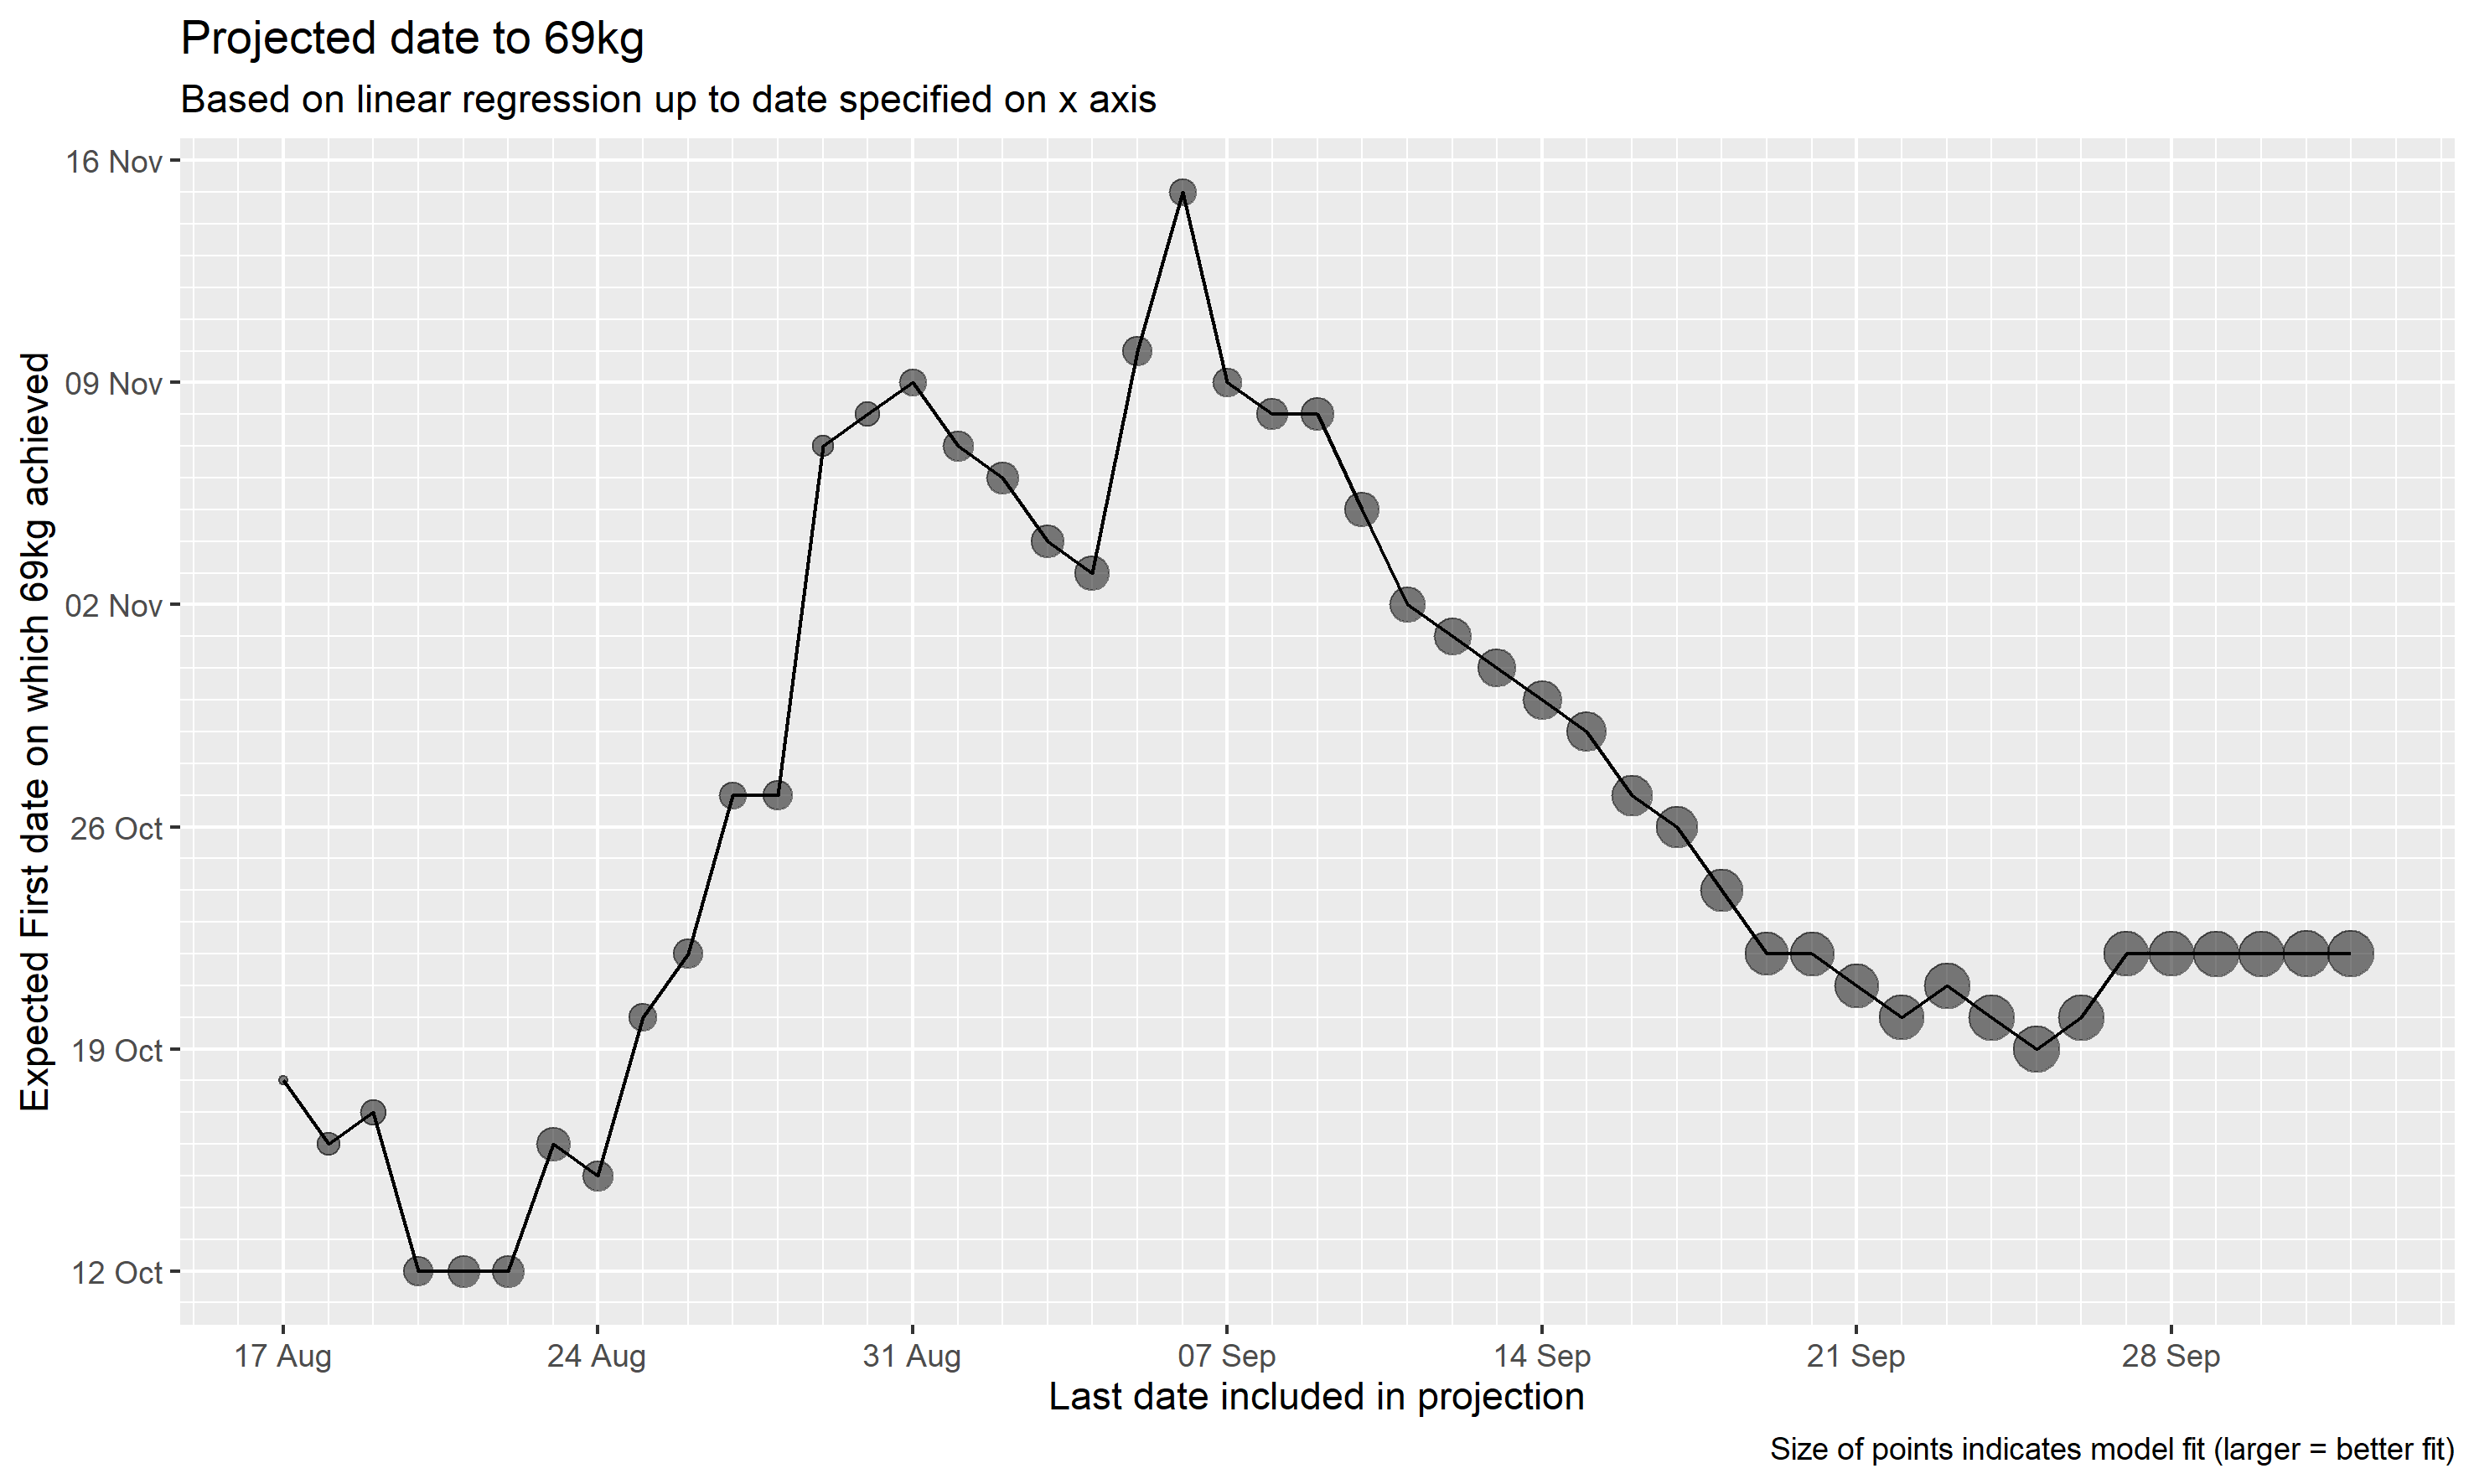 Projected date to 69kg
Based on linear regression up to date specified on x axis
Expected First date on which 69kg achieved
16 Nov
09 Nov
02 Nov
26 Oct
19 Oct
12 Oct
17 Aug
24 Aug
31 Aug
07 Sep
14 Sep
21 Sep
28 Sep
Last date included in projection
Size of points indicates model fit (larger = better fit)